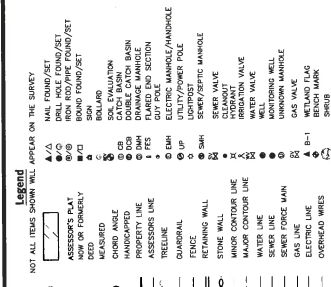 Legend
NOT ALL ITEMS SHOWN WILL APPEAR ON THE SURVEY
ASSESSOR'S PLAT
NOW OR FORMERLY
DEED
MEASURED
CHORD ANGLE
HANDICAPPED
PROPERTY LINE
ASSESSORS LINE
TREELINE
GUARDRAIL
FENCE
RETAINING WALL
STONE WALL
MINOR CONTOUR LINE
MAJOR CONTOUR LINE
WATER LINE
SEWER LINE
SEWER FORCE MAIN
GAS LINE
ELECTRIC LINE
OVERHEAD WIRES
NAIL FOUND/SET
DRILL HOLE FOUND/SET
IRON ROD/PIPE FOUND/SET
BOUND FOUND/SET
SIGN
BOLLARD
SOIL EVALUATION
CB CATCH BASIN
DCB DOUBLE CATCH BASIN
DMH DRAINAGE MANHOLE
FES FLARED END SECTION
GUY POLE
EMH ELECTRIC MANHOLE/HANDHOLE
UP UTILITY/POWER POLE
LIGHTPOST
SMH SEWER/SEPTIC MANHOLE
SEWER VALVE
CLEANOUT
HYDRANT
IRRIGATION VALVE
WATER VALVE
WELL
MONITORING WELL
UNKNOWN MANHOLE
GAS VALVE
B-1 WETLAND FLAG
BENCH MARK
SHRUB